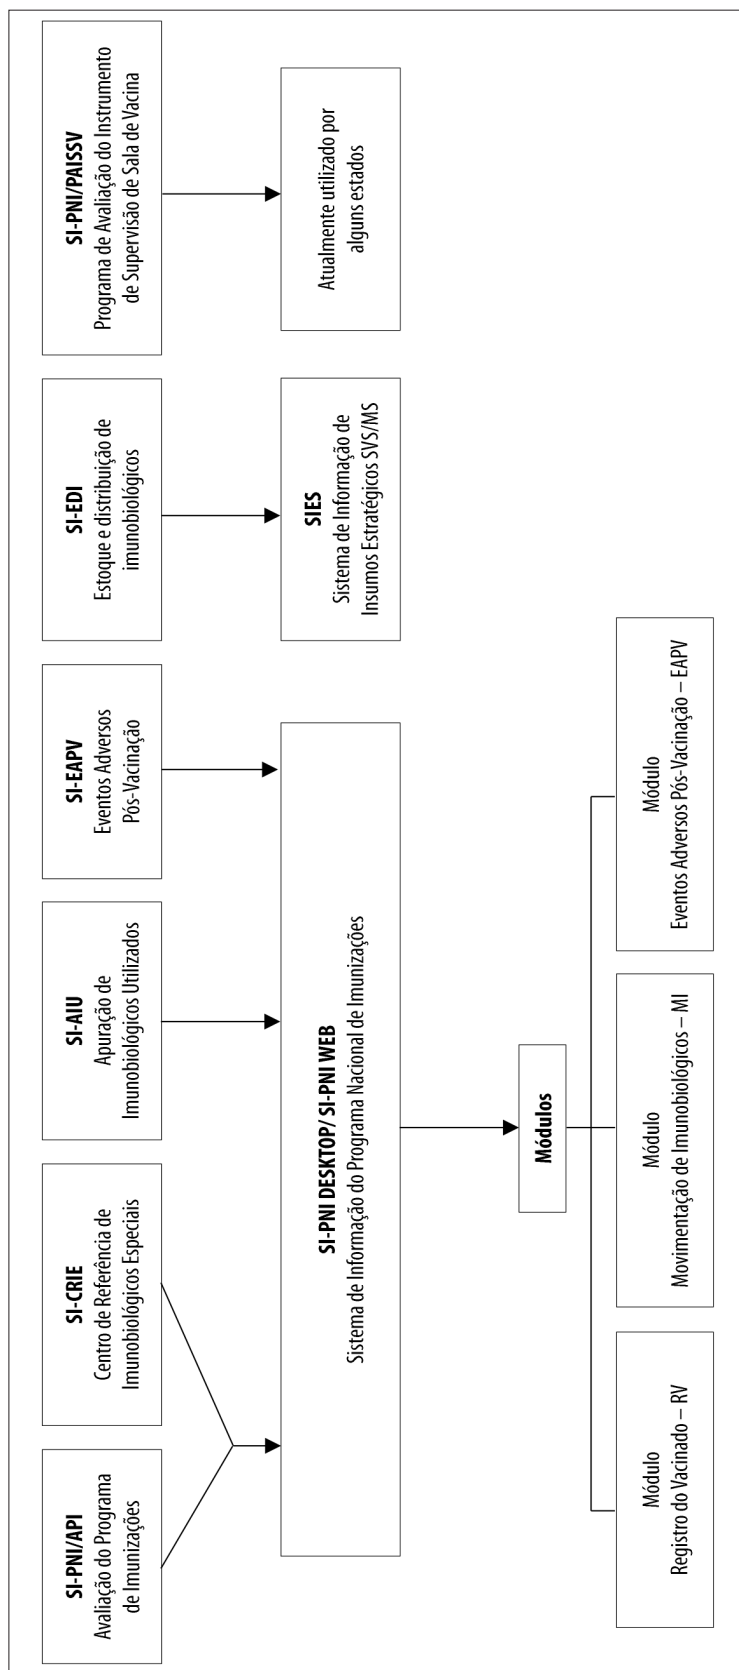 SI-PNI/API
Avaliação do Programa
de Imunizações
SI-CRIE
Centro de Referência de
Imunobiológicos Especiais
SI-AIU
Apuração de
Imunobiológicos Utilizados
SI-EAPV
Eventos Adversos
Pós-Vacinação
SI-EDI
Estoque e distribuição de
imunobiológicos
SI-PNI/PAISSV
Programa de Avaliação do Instrumento
de Supervisão de Sala de Vacina
SI-PNI DESKTOP/ SI-PNI WEB
Sistema de Informação do Programa Nacional de Imunizações
SIES
Sistema de Informação de
Insumos Estratégicos SVS/MS
Atualmente utilizado por
alguns estados
Módulos
Módulo
Registro do Vacinado – RV
Módulo
Movimentação de Imunobiológicos – MI
Módulo
Eventos Adversos Pós-Vacinação – EAPV